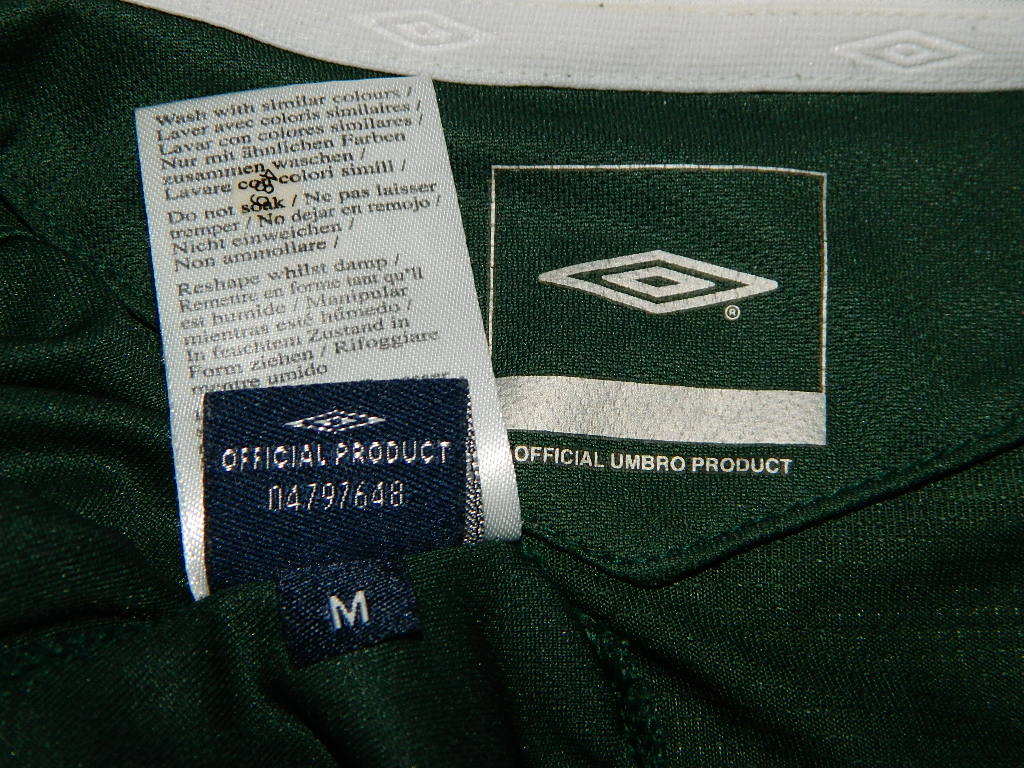 Wash with similar colours /
Laver avec coloris similaires /
Lavar con colores similares /
Nur mit ähnlichen Farben
zusammen waschen /
Lavare con colori simili /
Do not soak / Ne pas laisser
tremper / No dejar en remojo /
Nicht einweichen /
Non ammollare /
Reshape whilst damp /
Remettre en forme tant qu'il
est humide / Manipular
mientras esté húmedo /
In feuchtem Zustand in
Form ziehen / Rifoggiare
mentre umido
OFFICIAL PRODUCT
04797648
M
®
OFFICIAL UMBRO PRODUCT